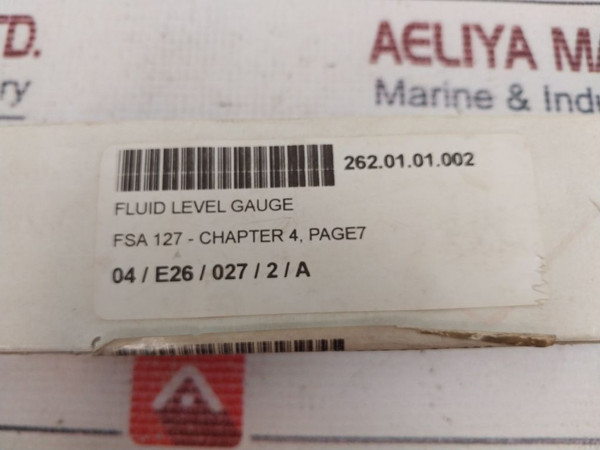 TD.
AELIYA MA
ry
Marine & Indu
262.01.01.002
FLUID LEVEL GAUGE
FSA 127 - CHAPTER 4, PAGE7
04 / E26 / 027 / 2 / A